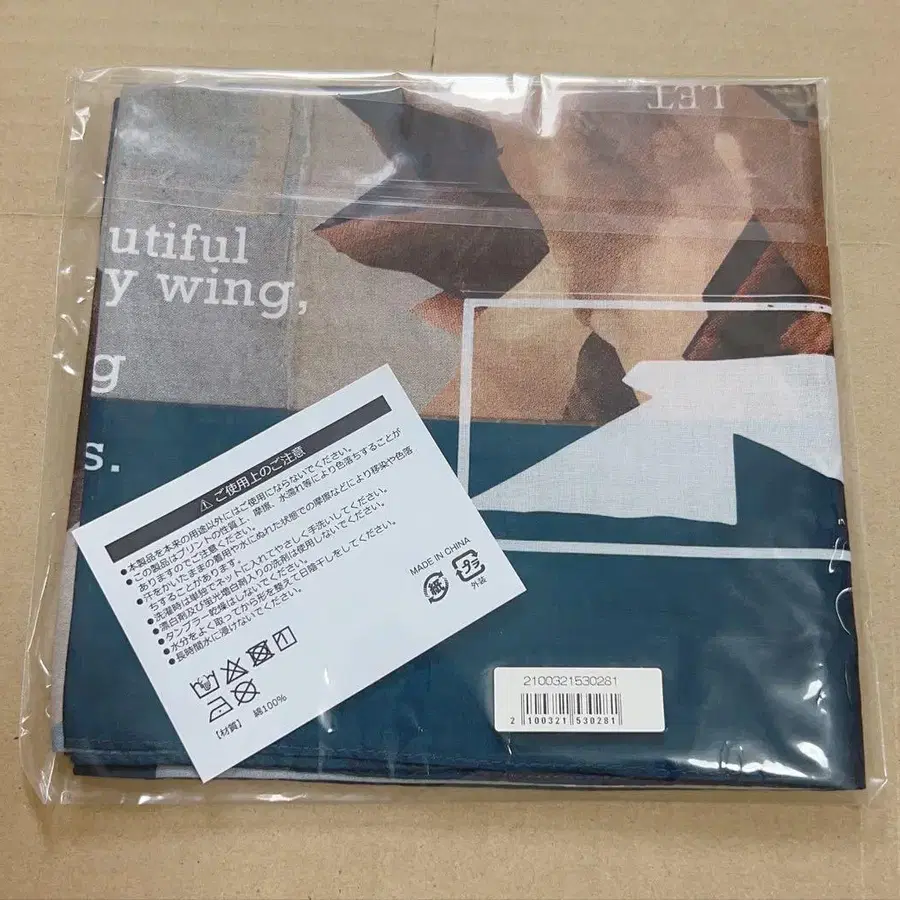 LET
utiful
y wing,
g
s.
⚠ ご使用上のご注意
●本製品を本来の用途以外にはご使用にならないでください。
●この製品はプリントの性質上、摩擦、水濡れ等により色落ちすることが
ありますのでご注意ください。
●汗をかいたままの着用や水にぬれた状態での摩擦などにより移染や色落
ちすることがあります。
●洗濯時は単独でネットに入れてやさしく手洗いしてください。
●漂白剤及び蛍光増白剤入りの洗剤は使用しないでください。
●タンブラー乾燥はしないでください。
●水分をよく取ってから形を整えて日陰干しをしてください。
●長時間水に浸けないでください。
【材質】 綿100%
MADE IN CHINA
紙
プラ
外装
2100321530281
2 100321 530281